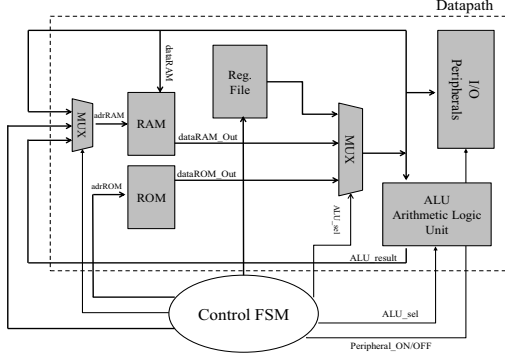 Datapath
dataRAM
Reg.
File
I/O
Peripherals
MUX
adrRAM
RAM
MUX
dataRAM_Out
adrROM
ROM
dataROM_Out
ALU
Arithmetic Logic
Unit
ALU_sel
ALU_result
Control FSM
ALU_sel
Peripheral_ON/OFF